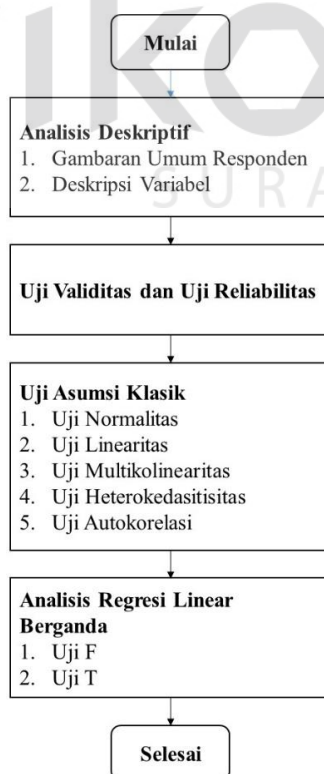 Mulai
Analisis Deskriptif
1. Gambaran Umum Responden
2. Deskripsi Variabel
SURA
Uji Validitas dan Uji Reliabilitas
Uji Asumsi Klasik
1. Uji Normalitas
2. Uji Linearitas
3. Uji Multikolinearitas
4. Uji Heterokedasitisitas
5. Uji Autokorelasi
Analisis Regresi Linear
Berganda
1. Uji F
2. Uji T
Selesai